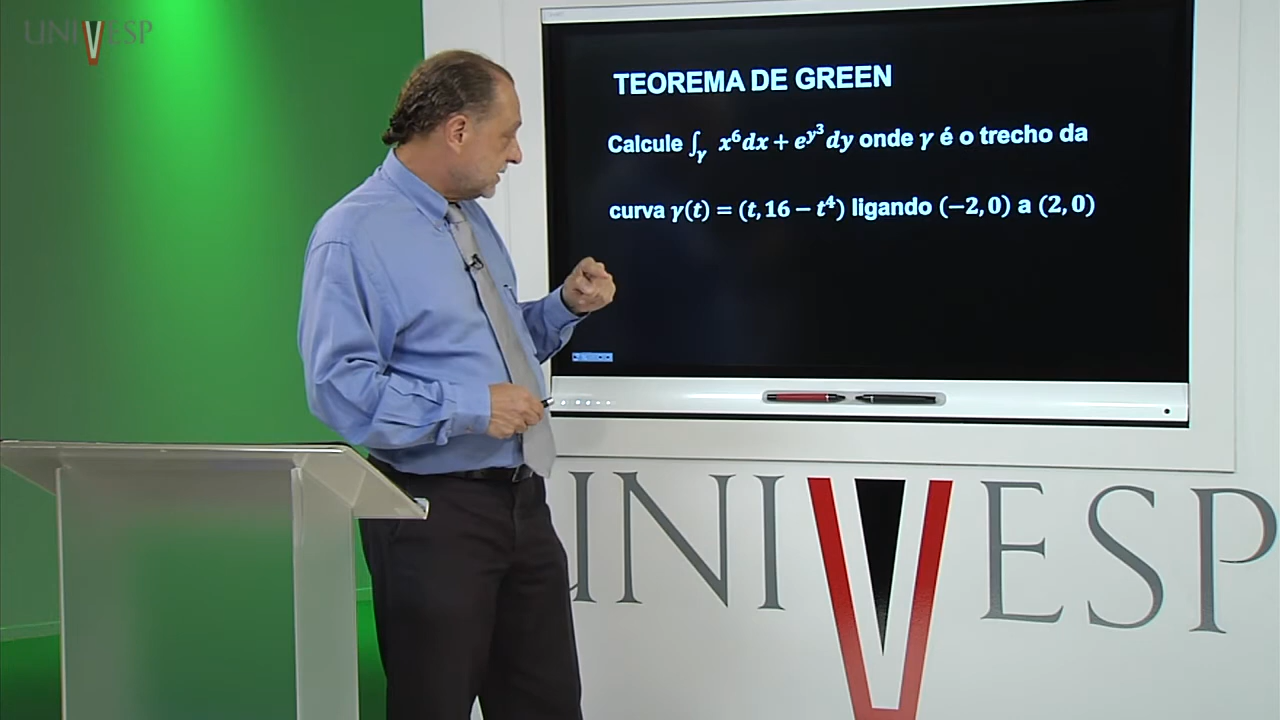 UNIVESP
TEOREMA DE GREEN
Calcule ∫γ x⁶dx + e^{y³}dy onde γ é o trecho da
curva γ(t) = (t, 16 − t⁴) ligando (−2, 0) a (2, 0)
UNIVESP